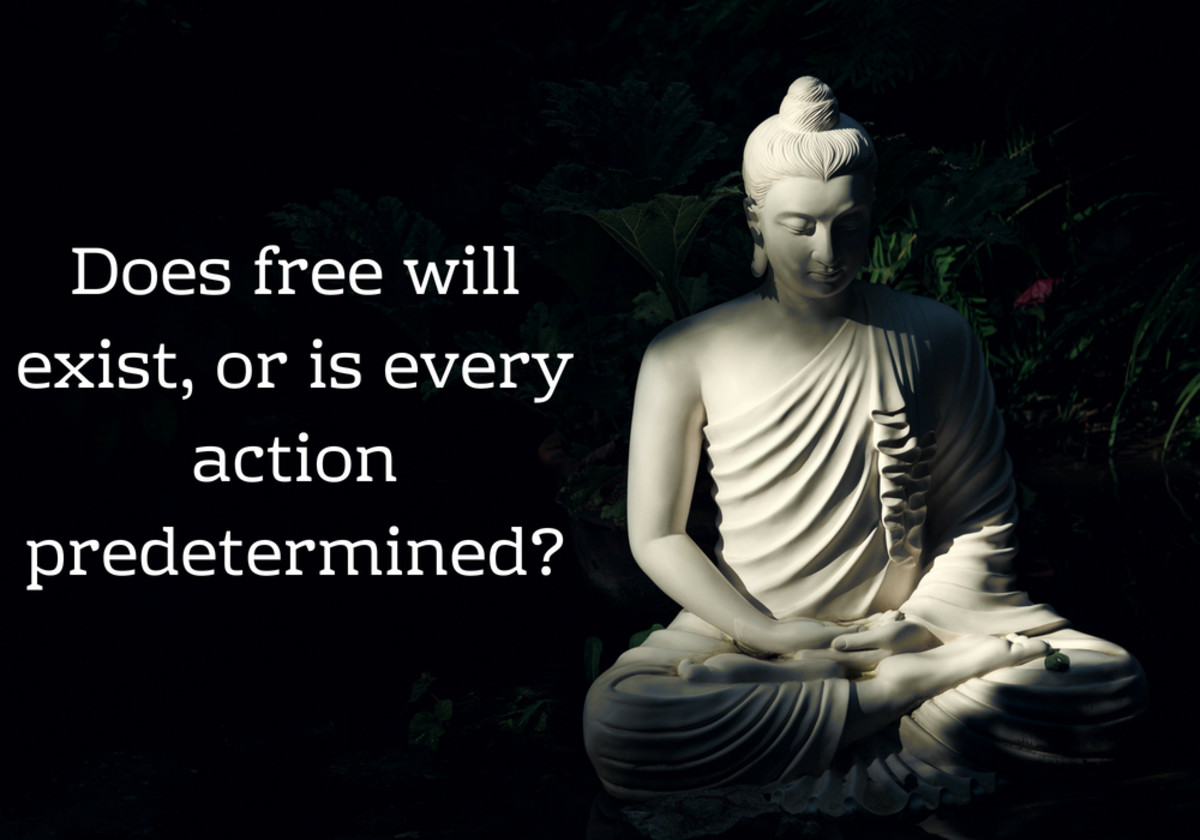 Does free will
exist, or is every
action
predetermined?